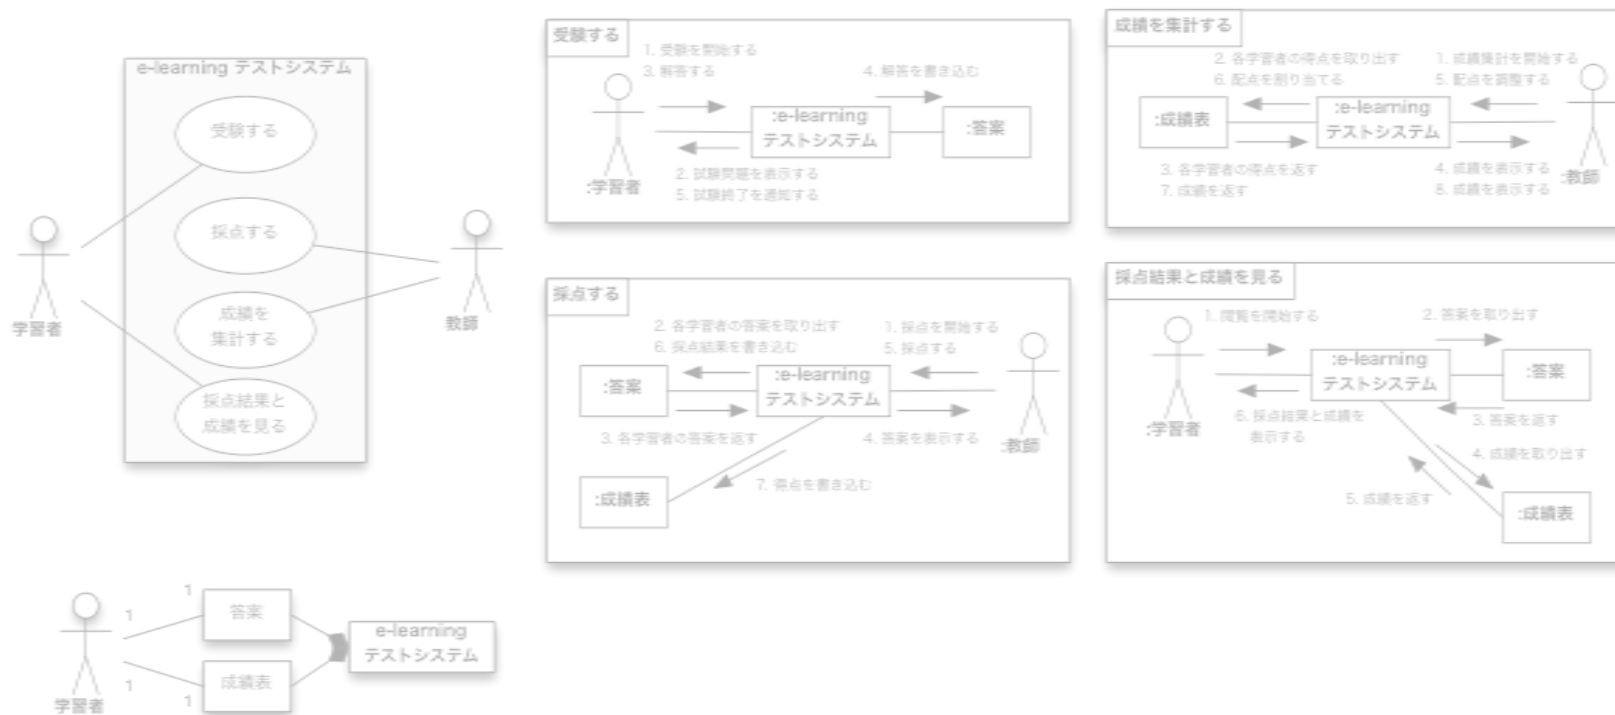 e-learning テストシステム
受験する
採点する
成績を
集計する
採点結果と
成績を見る
学習者
教師
受験する
1. 受験を開始する
3. 解答する
4. 解答を書き込む
:e-learning
テストシステム
:答案
:学習者
2. 試験問題を表示する
5. 試験終了を通知する
成績を集計する
2. 各学習者の得点を取り出す
6. 配点を割り当てる
1. 成績集計を開始する
5. 配点を調整する
:成績表
:e-learning
テストシステム
3. 各学習者の得点を返す
7. 成績を返す
4. 成績を表示する
8. 成績を表示する
:教師
採点する
2. 各学習者の答案を取り出す
6. 採点結果を書き込む
1. 採点を開始する
5. 採点する
:答案
:e-learning
テストシステム
3. 各学習者の答案を返す
4. 答案を表示する
:教師
7. 得点を書き込む
:成績表
採点結果と成績を見る
1. 閲覧を開始する
2. 答案を取り出す
:e-learning
テストシステム
:答案
:学習者
6. 採点結果と成績を
表示する
3. 答案を返す
4. 成績を取り出す
5. 成績を返す
:成績表
1
1
答案
e-learning
テストシステム
1
1
成績表
学習者